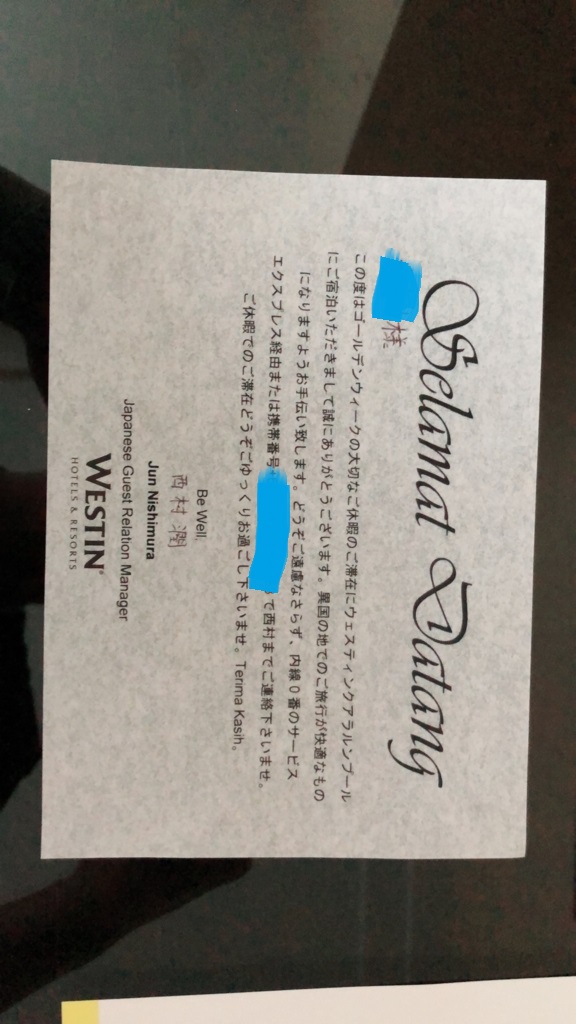 Selamat Datang
様。
この度はゴールデンウィークの大切なご休暇のご滞在にウェスティンクアラルンプール
にご宿泊いただきまして誠にありがとうございます。異国の地でのご旅行が快適なもの
になりますようお手伝い致します。どうぞご遠慮なさらず、内線0番のサービス
エクスプレス経由または携帯番号 で西村までご連絡下さいませ。
ご休暇でのご滞在どうぞごゆっくりお過ごし下さいませ。Terima Kasih。
Be Well,
西村 潤
Jun Nishimura
Japanese Guest Relation Manager
WESTIN®
HOTELS & RESORTS